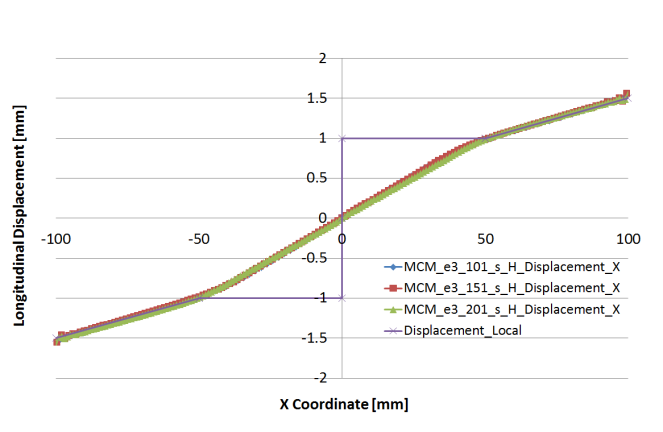 2
1.5
1
0.5
0
-100
-50
0
50
100
-0.5
-1
-1.5
-2
Longitudinal Displacement [mm]
X Coordinate [mm]
MCM_e3_101_s_H_Displacement_X
MCM_e3_151_s_H_Displacement_X
MCM_e3_201_s_H_Displacement_X
Displacement_Local